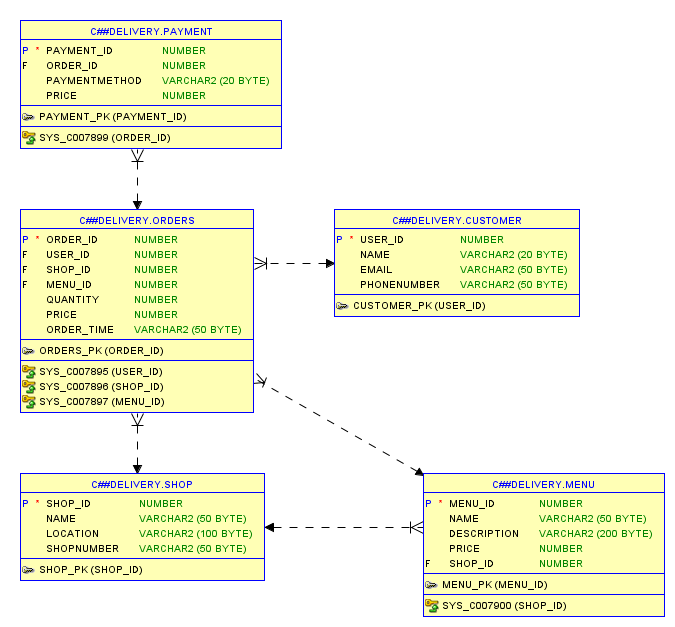 C##DELIVERY.PAYMENT
P * PAYMENT_ID NUMBER
F ORDER_ID NUMBER
PAYMENTMETHOD VARCHAR2 (20 BYTE)
PRICE NUMBER
PAYMENT_PK (PAYMENT_ID)
SYS_C007899 (ORDER_ID)
C##DELIVERY.ORDERS
P * ORDER_ID NUMBER
F USER_ID NUMBER
F SHOP_ID NUMBER
F MENU_ID NUMBER
QUANTITY NUMBER
PRICE NUMBER
ORDER_TIME VARCHAR2 (50 BYTE)
ORDERS_PK (ORDER_ID)
SYS_C007895 (USER_ID)
SYS_C007896 (SHOP_ID)
SYS_C007897 (MENU_ID)
C##DELIVERY.CUSTOMER
P * USER_ID NUMBER
NAME VARCHAR2 (20 BYTE)
EMAIL VARCHAR2 (50 BYTE)
PHONENUMBER VARCHAR2 (50 BYTE)
CUSTOMER_PK (USER_ID)
C##DELIVERY.SHOP
P * SHOP_ID NUMBER
NAME VARCHAR2 (50 BYTE)
LOCATION VARCHAR2 (100 BYTE)
SHOPNUMBER VARCHAR2 (50 BYTE)
SHOP_PK (SHOP_ID)
C##DELIVERY.MENU
P * MENU_ID NUMBER
NAME VARCHAR2 (50 BYTE)
DESCRIPTION VARCHAR2 (200 BYTE)
PRICE NUMBER
F SHOP_ID NUMBER
MENU_PK (MENU_ID)
SYS_C007900 (SHOP_ID)